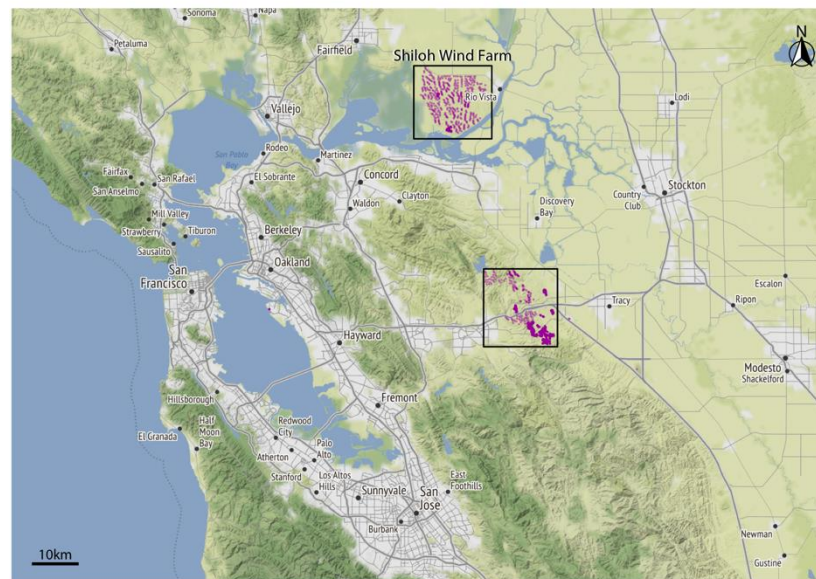 Sonoma
Napa
Petaluma
Fairfield
N
Shiloh Wind Farm
Rio Vista
Vallejo
Lodi
San Pablo
Bay
Rodeo
Martinez
Fairfax
San Rafael
El Sobrante
Concord
San Anselmo
Clayton
Country
Club
Stockton
Waldon
Discovery
Bay
Mill Valley
Strawberry
Tiburon
Berkeley
Sausalito
Oakland
San
Francisco
Escalon
Tracy
Ripon
Hayward
Modesto
Shackelford
Hillsborough
Fremont
El Granada
Half
Moon
Bay
Redwood
City
Palo
Alto
Atherton
Stanford
Los Altos
Hills
East
Foothills
Sunnyvale
San
Jose
Burbank
Newman
Gustine
10km